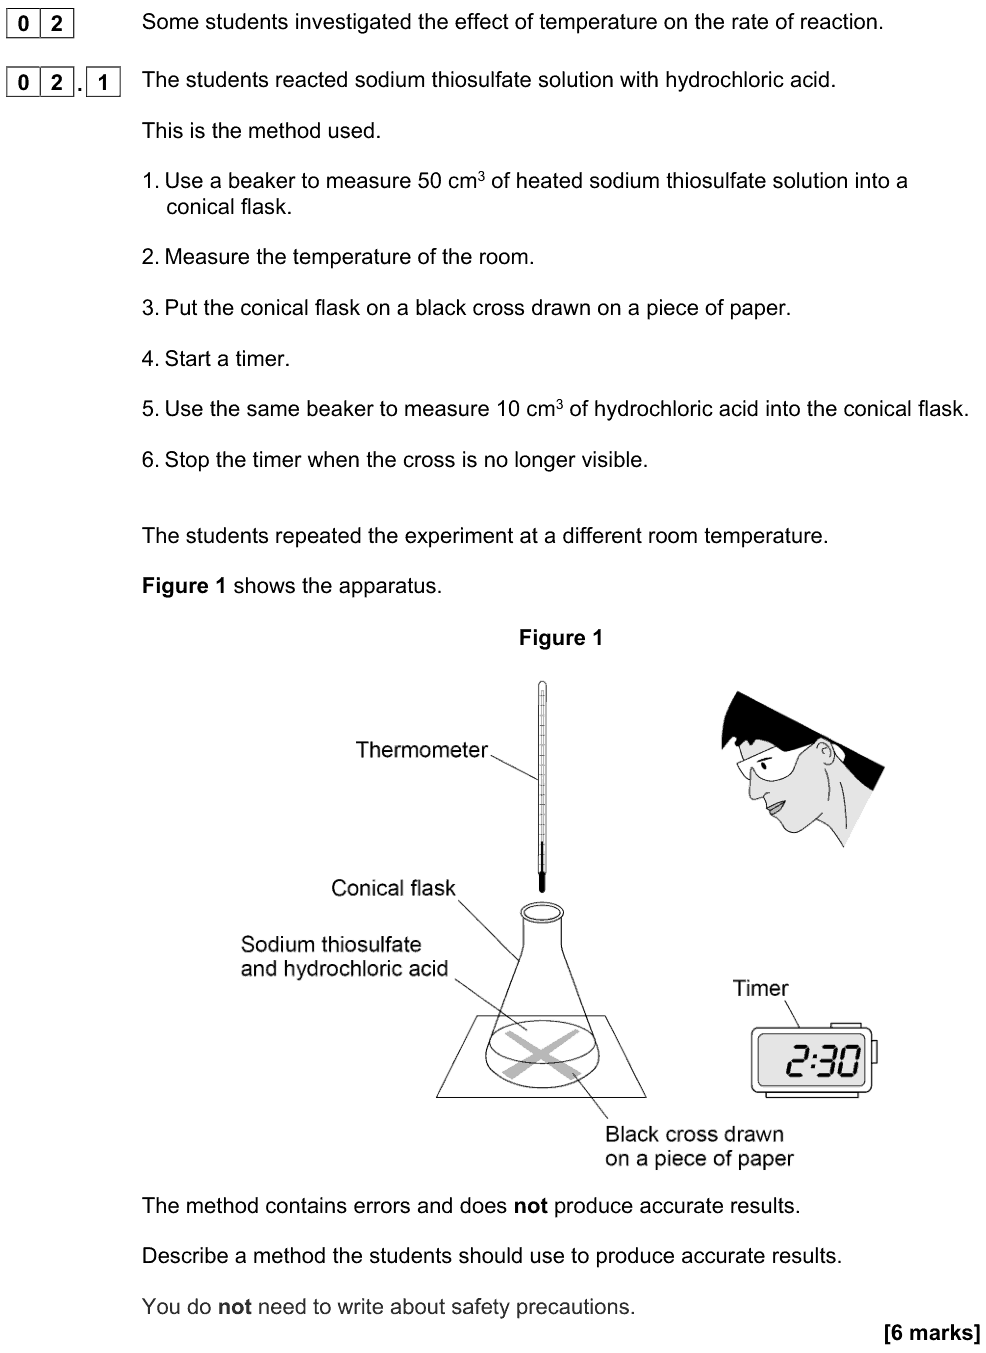 0 2 Some students investigated the effect of temperature on the rate of reaction.
0 2 . 1 The students reacted sodium thiosulfate solution with hydrochloric acid.
This is the method used.
1. Use a beaker to measure 50 cm³ of heated sodium thiosulfate solution into a
conical flask.
2. Measure the temperature of the room.
3. Put the conical flask on a black cross drawn on a piece of paper.
4. Start a timer.
5. Use the same beaker to measure 10 cm³ of hydrochloric acid into the conical flask.
6. Stop the timer when the cross is no longer visible.
The students repeated the experiment at a different room temperature.
Figure 1 shows the apparatus.
Figure 1
Thermometer
Conical flask
Sodium thiosulfate
and hydrochloric acid
Timer
2:30
Black cross drawn
on a piece of paper
The method contains errors and does not produce accurate results.
Describe a method the students should use to produce accurate results.
You do not need to write about safety precautions.
[6 marks]